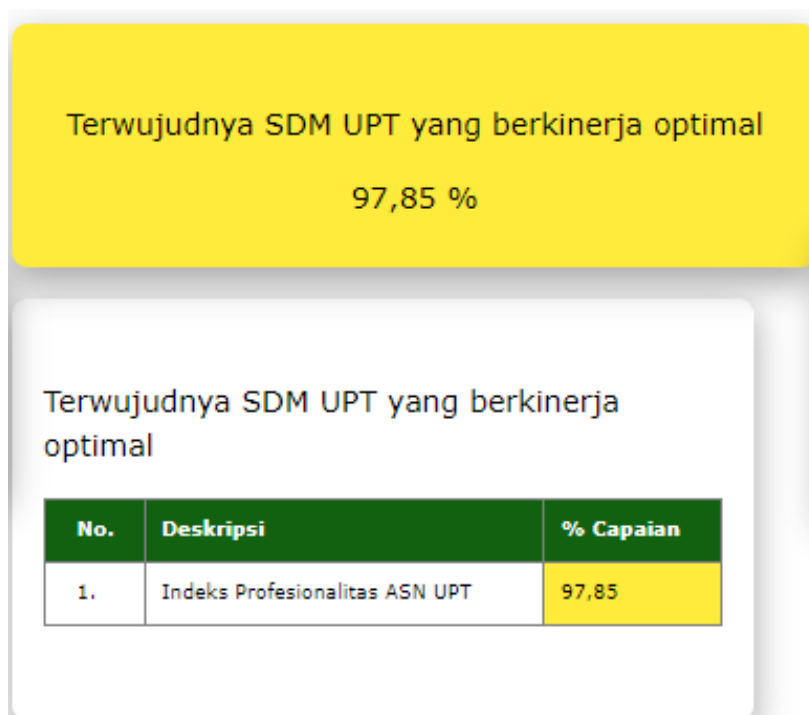 Terwujudnya SDM UPT yang berkinerja optimal
97,85 %
Terwujudnya SDM UPT yang berkinerja
optimal
No. Deskripsi % Capaian
1. Indeks Profesionalitas ASN UPT 97,85